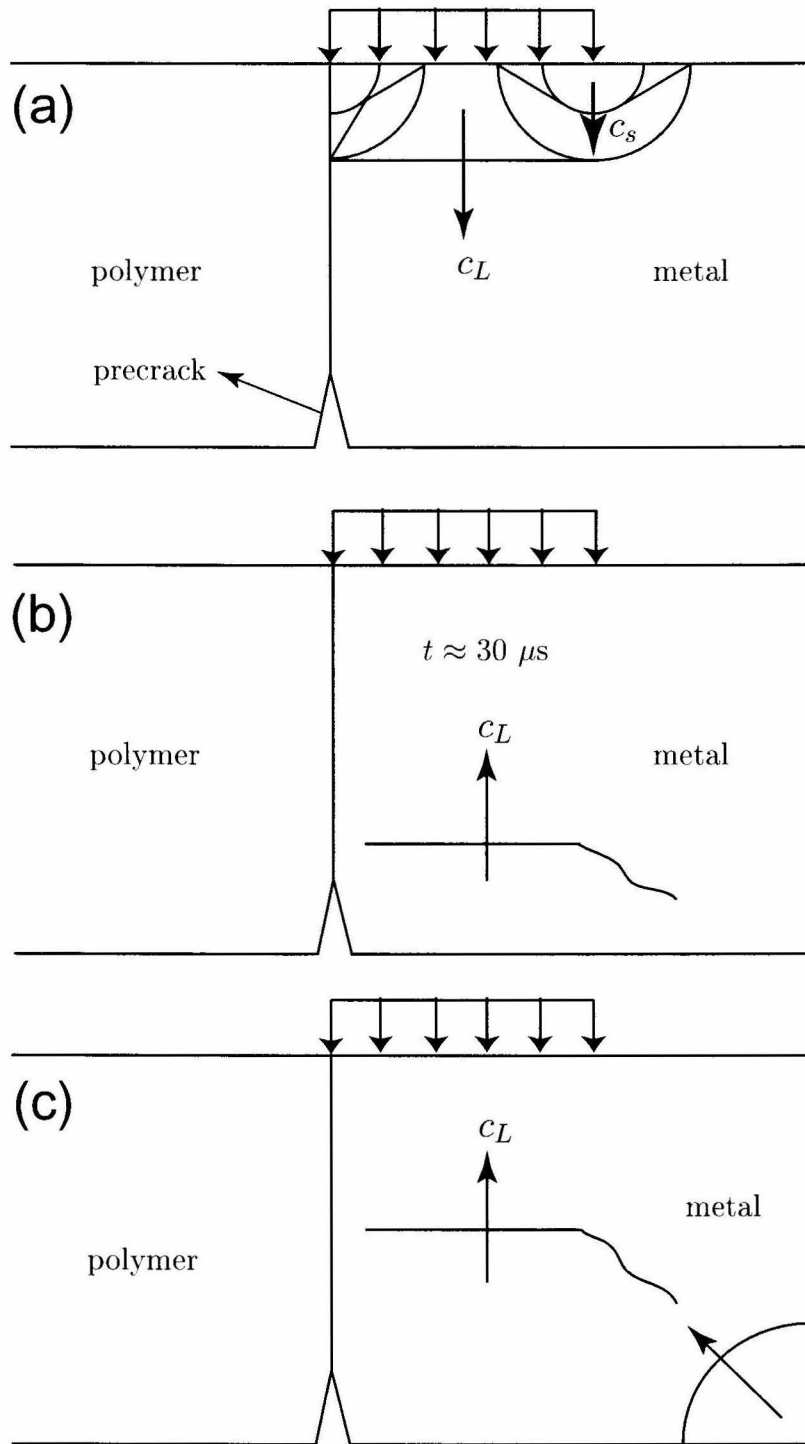 (a)
c_s
c_L
polymer
metal
precrack
(b)
t ≈ 30 μs
c_L
polymer
metal
(c)
c_L
metal
polymer